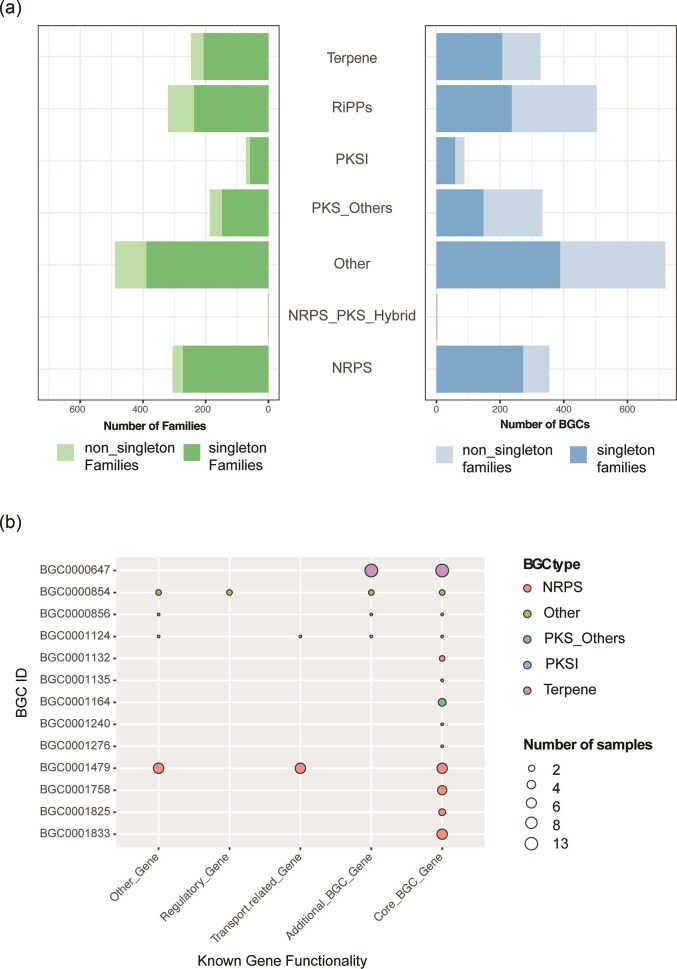 (a)
Terpene
RiPPs
PKSI
PKS_Others
Other
NRPS_PKS_Hybrid
NRPS
600 400 200 0
0 200 400 600
Number of Families
Number of BGCs
non_singleton Families
singleton Families
non_singleton families
singleton families
(b)
BGC0000647
BGC0000854
BGC0000856
BGC0001124
BGC0001132
BGC0001135
BGC0001164
BGC0001240
BGC0001276
BGC0001479
BGC0001758
BGC0001825
BGC0001833
BGC ID
Other_Gene
Regulatory_Gene
Transport.related_Gene
Additional_BGC_Gene
Core_BGC_Gene
Known Gene Functionality
BGC type
NRPS
Other
PKS_Others
PKSI
Terpene
Number of samples
2
4
6
8
13